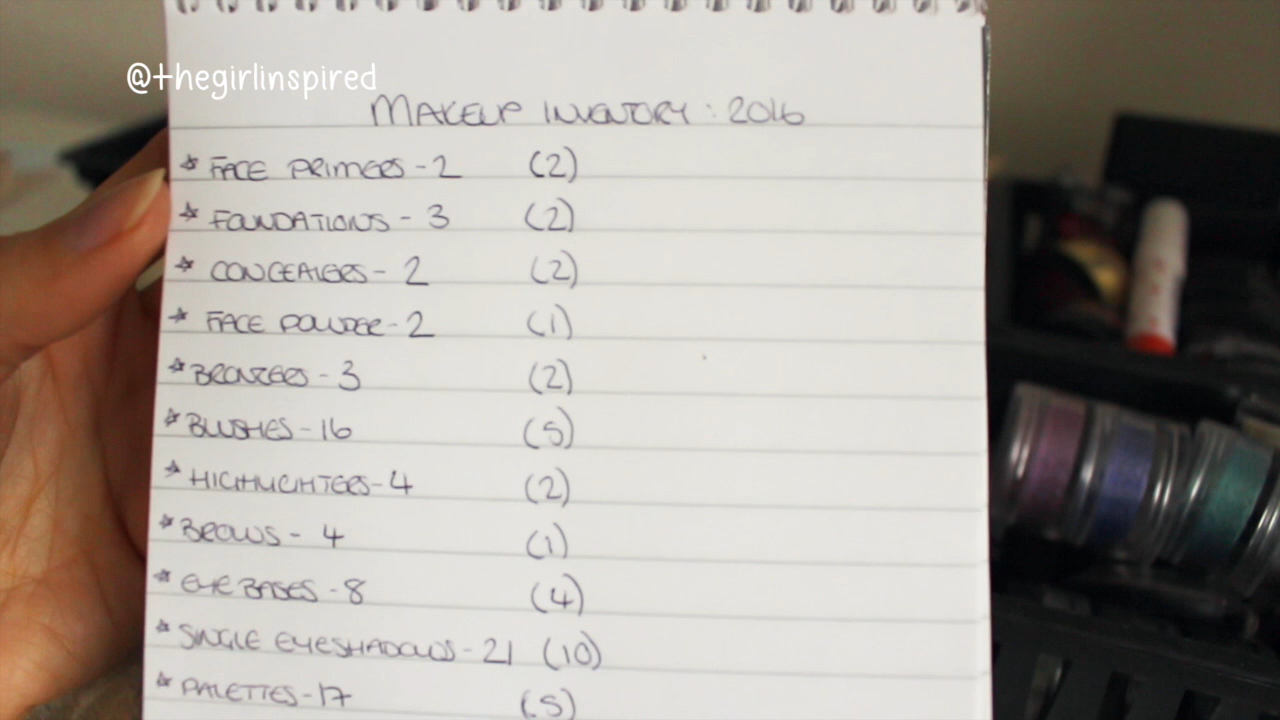 @thegirlinspired
MAKEUP INVENTORY : 2016
* FACE PRIMERS - 2 (2)
* FOUNDATIONS - 3 (2)
* CONCEALERS - 2 (2)
* FACE POWDER - 2 (1)
* BRONZERS - 3 (2)
* BLUSHES - 16 (5)
* HIGHLIGHTERS - 4 (2)
* BROWS - 4 (1)
* EYE BASES - 8 (4)
* SINGLE EYESHADOWS - 21 (10)
* PALETTES - 17 (5)